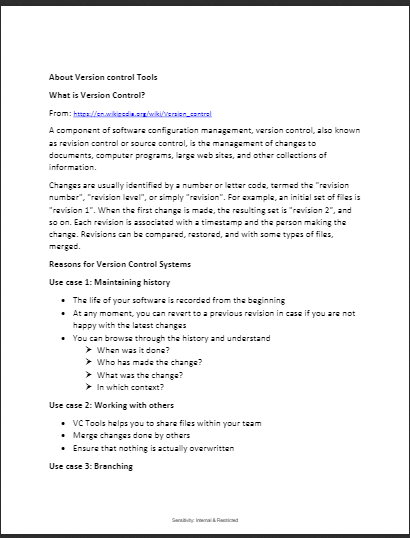 About Version control Tools
What is Version Control?
From: https://en.wikipedia.org/wiki/Version_control
A component of software configuration management, version control, also known
as revision control or source control, is the management of changes to
documents, computer programs, large web sites, and other collections of
information.
Changes are usually identified by a number or letter code, termed the "revision
number", "revision level", or simply "revision". For example, an initial set of files is
"revision 1". When the first change is made, the resulting set is "revision 2", and
so on. Each revision is associated with a timestamp and the person making the
change. Revisions can be compared, restored, and with some types of files,
merged.
Reasons for Version Control Systems
Use case 1: Maintaining history
• The life of your software is recorded from the beginning
• At any moment, you can revert to a previous revision in case if you are not
happy with the latest changes
• You can browse through the history and understand
➤ When was it done?
➤ Who has made the change?
➤ What was the change?
➤ In which context?
Use case 2: Working with others
• VC Tools helps you to share files within your team
• Merge changes done by others
• Ensure that nothing is actually overwritten
Use case 3: Branching
Sensitivity: Internal & Restricted